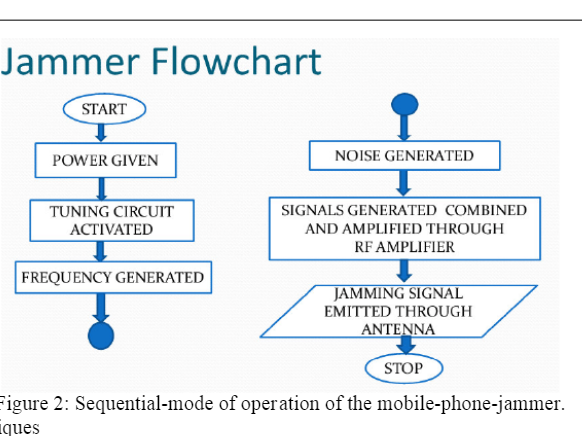 Jammer Flowchart
START
POWER GIVEN
TUNING CIRCUIT
ACTIVATED
FREQUENCY GENERATED
NOISE GENERATED
SIGNALS GENERATED COMBINED
AND AMPLIFIED THROUGH
RF AMPLIFIER
JAMMING SIGNAL
EMITTED THROUGH
ANTENNA
STOP
Figure 2: Sequential-mode of operation of the mobile-phone-jammer.
iques